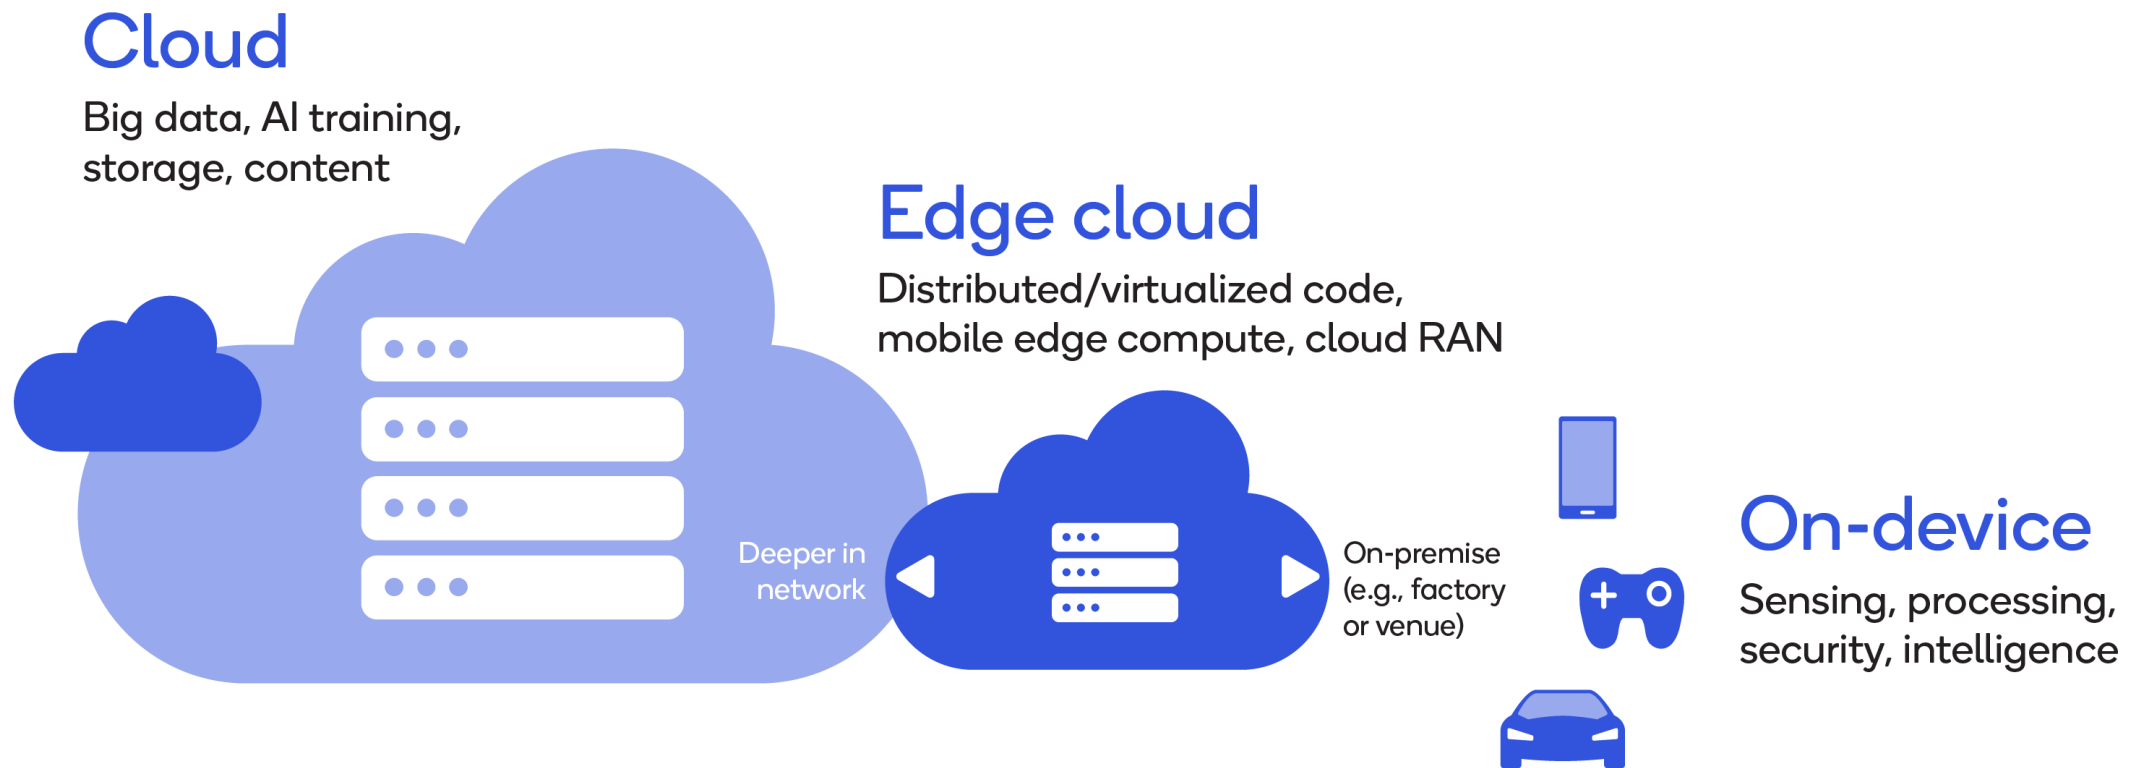 Cloud
Big data, AI training,
storage, content
Edge cloud
Distributed/virtualized code,
mobile edge compute, cloud RAN
Deeper in
network
On-premise
(e.g., factory
or venue)
On-device
Sensing, processing,
security, intelligence